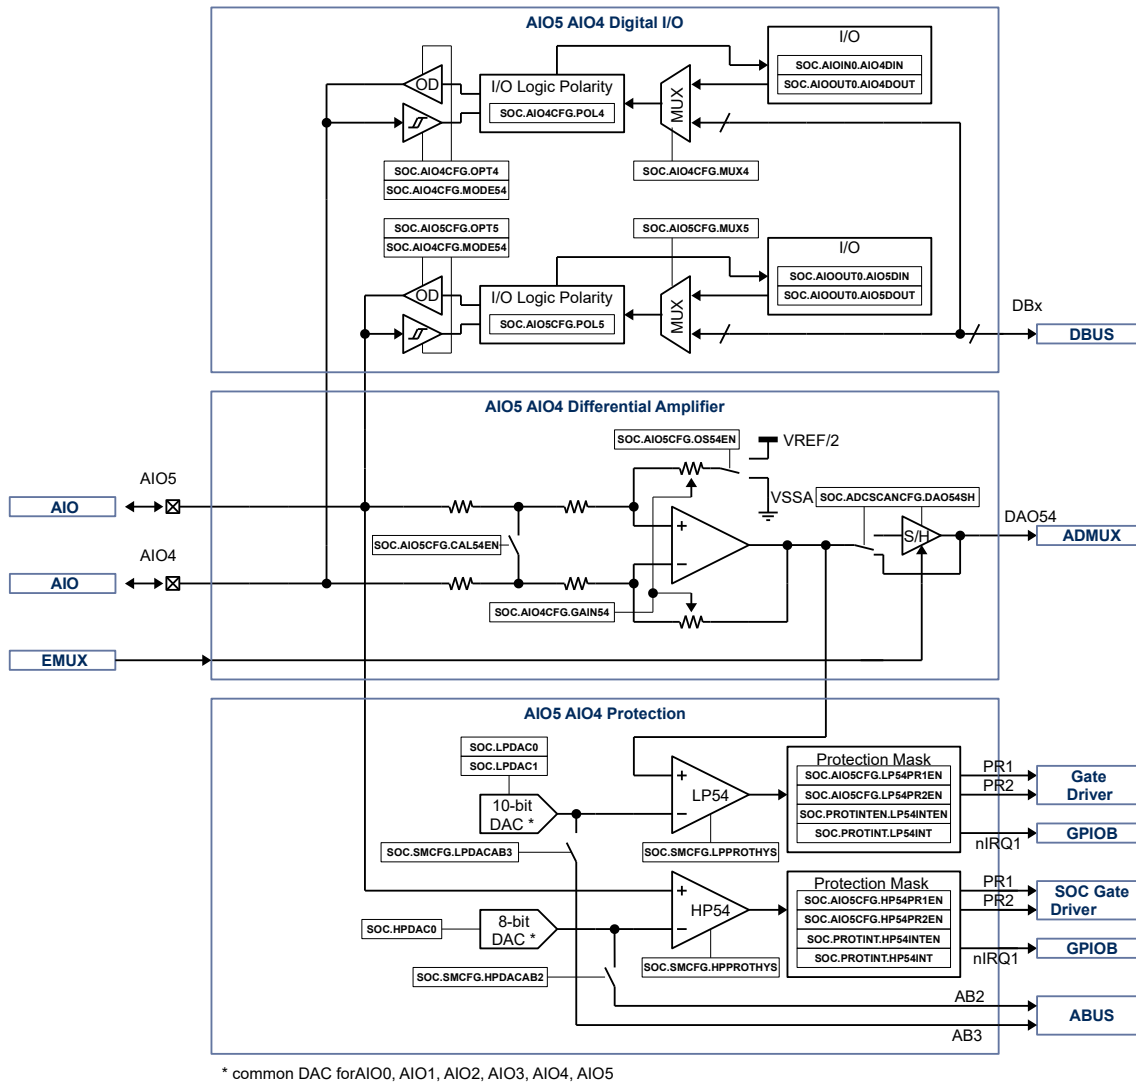 AIO5 AIO4 Digital I/O
I/O
SOC.AIOIN0.AIO4DIN
SOC.AIOOUT0.AIO4DOUT
OD
I/O Logic Polarity
SOC.AIO4CFG.POL4
MUX
SOC.AIO4CFG.OPT4
SOC.AIO4CFG.MODE54
SOC.AIO4CFG.MUX4
SOC.AIO5CFG.OPT5
SOC.AIO4CFG.MODE54
SOC.AIO5CFG.MUX5
I/O
SOC.AIOOUT0.AIO5DIN
SOC.AIOOUT0.AIO5DOUT
OD
I/O Logic Polarity
SOC.AIO5CFG.POL5
MUX
DBx
DBUS
AIO5 AIO4 Differential Amplifier
SOC.AIO5CFG.OS54EN
VREF/2
VSSA
SOC.ADCSCANCFG.DAO54SH
AIO5
AIO
S/H
DAO54
ADMUX
SOC.AIO5CFG.CAL54EN
+
−
AIO4
AIO
SOC.AIO4CFG.GAIN54
EMUX
AIO5 AIO4 Protection
SOC.LPDAC0
SOC.LPDAC1
10-bit
DAC *
+
LP54
−
Protection Mask
SOC.AIO5CFG.LP54PR1EN
SOC.AIO5CFG.LP54PR2EN
SOC.PROTINTEN.LP54INTEN
SOC.PROTINT.LP54INT
PR1
PR2
nIRQ1
Gate
Driver
GPIOB
SOC.SMCFG.LPDACAB3
SOC.SMCFG.LPPROTHYS
SOC.HPDAC0
8-bit
DAC *
+
HP54
−
Protection Mask
SOC.AIO5CFG.HP54PR1EN
SOC.AIO5CFG.HP54PR2EN
SOC.PROTINT.HP54INTEN
SOC.PROTINT.HP54INT
PR1
PR2
nIRQ1
SOC Gate
Driver
GPIOB
SOC.SMCFG.HPDACAB2
SOC.SMCFG.HPPROTHYS
AB2
AB3
ABUS
* common DAC forAIO0, AIO1, AIO2, AIO3, AIO4, AIO5